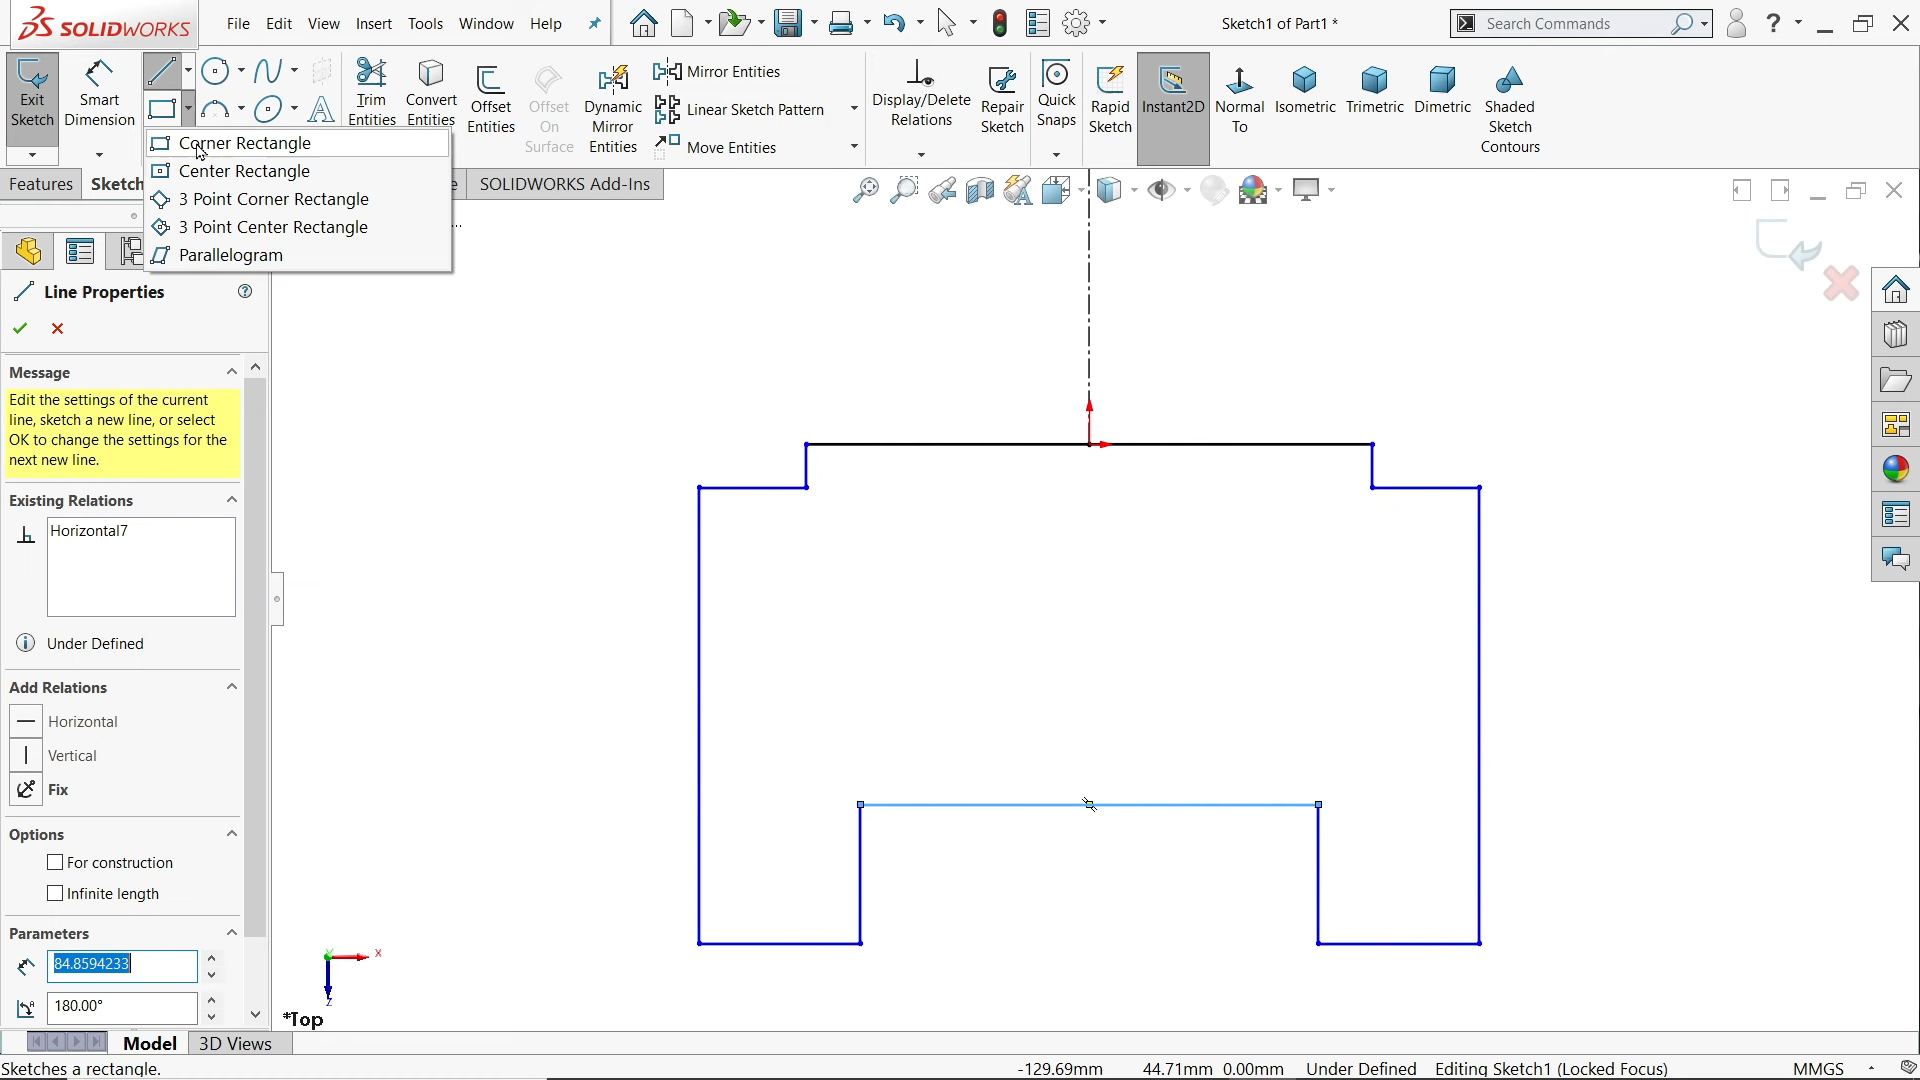 SOLIDWORKS
File Edit View Insert Tools Window Help
Sketch1 of Part1 *
Search Commands
Exit Sketch
Smart Dimension
Trim Entities
Convert Entities
Offset Entities
Offset On Surface
Dynamic Mirror Entities
Mirror Entities
Linear Sketch Pattern
Move Entities
Display/Delete Relations
Repair Sketch
Quick Snaps
Rapid Sketch
Instant2D
Normal To
Isometric
Trimetric
Dimetric
Shaded Sketch Contours
Corner Rectangle
Center Rectangle
3 Point Corner Rectangle
3 Point Center Rectangle
Parallelogram
Features
Sketch
SOLIDWORKS Add-Ins
Line Properties
Message
Edit the settings of the current
line, sketch a new line, or select
OK to change the settings for the
next new line.
Existing Relations
Horizontal7
Under Defined
Add Relations
Horizontal
Vertical
Fix
Options
For construction
Infinite length
Parameters
84.8594233
180.00°
X
Y
Z
*Top
Model
3D Views
Sketches a rectangle.
-129.69mm 44.71mm 0.00mm Under Defined Editing Sketch1 (Locked Focus) MMGS